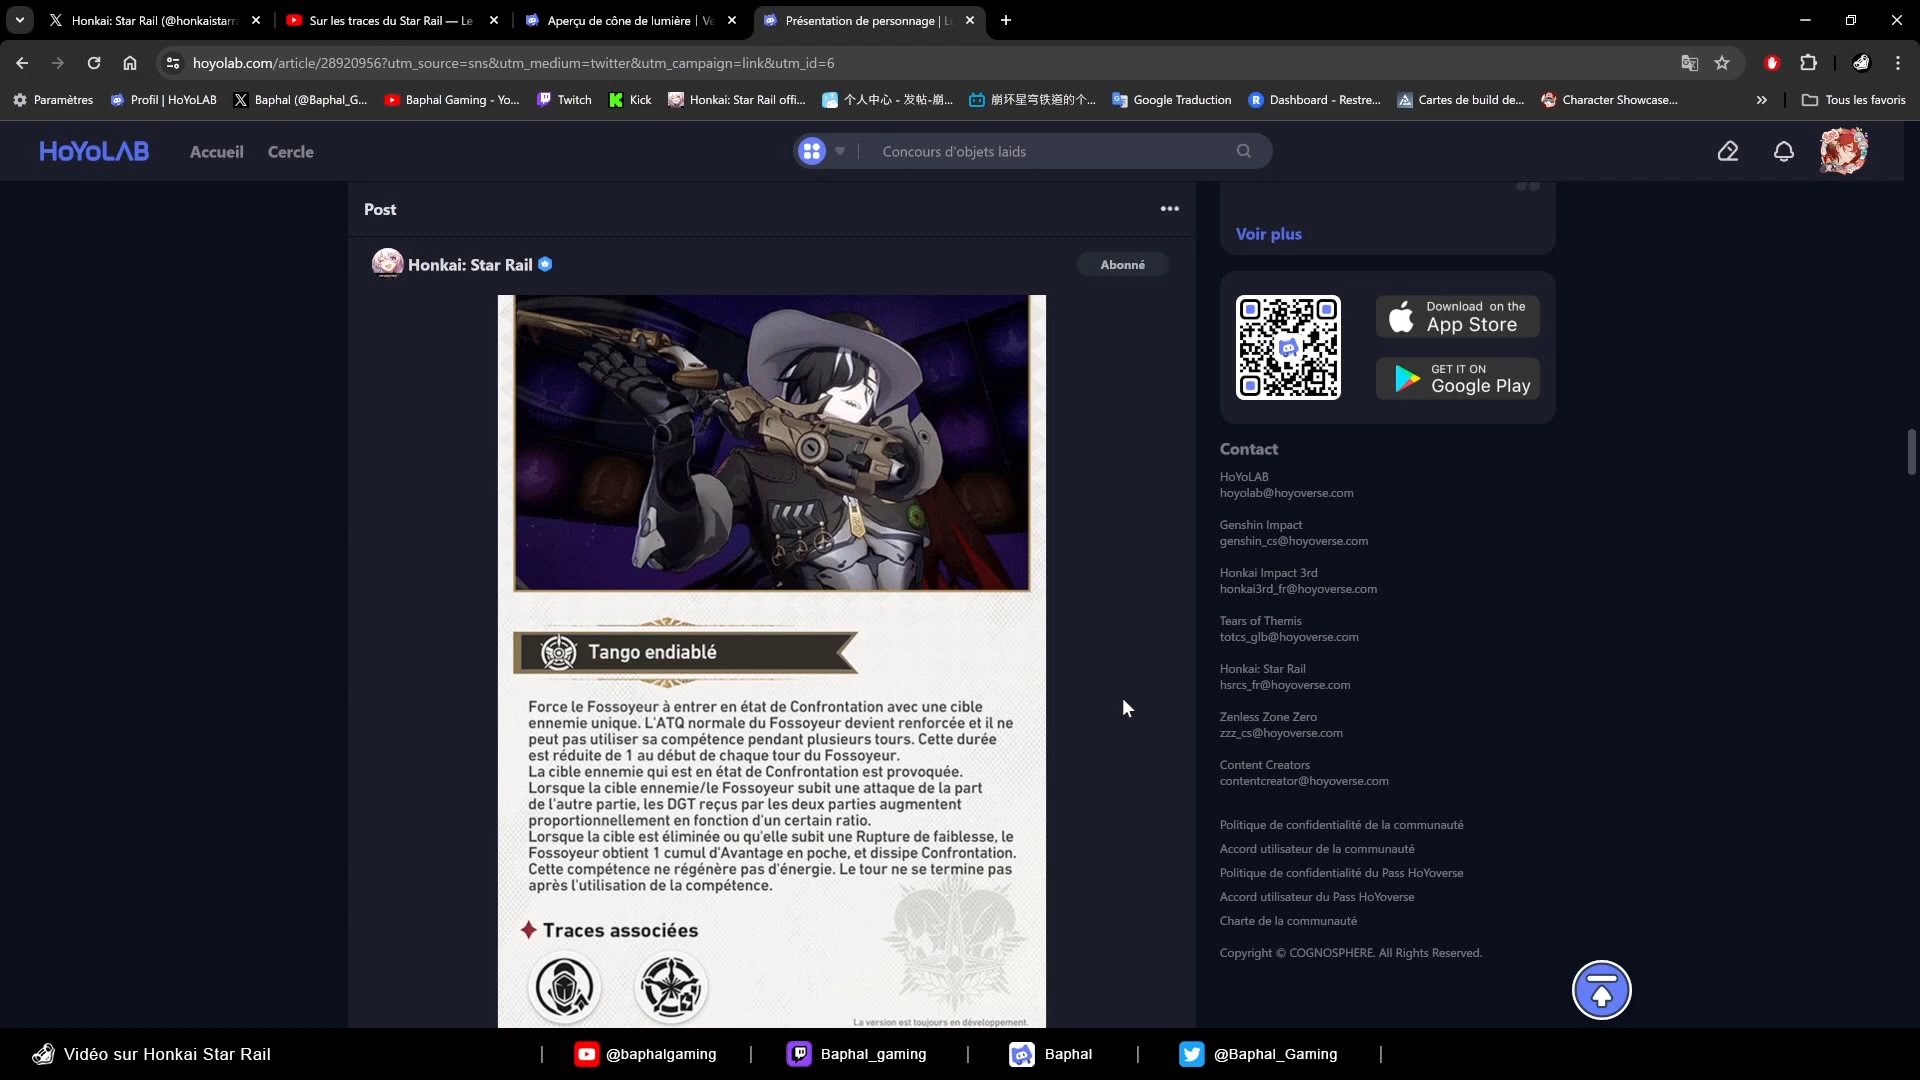 Honkai: Star Rail (@honkaistarra
Sur les traces du Star Rail — Le
Aperçu de cône de lumière | Ve
Présentation de personnage | L
hoyolab.com/article/28920956?utm_source=sns&utm_medium=twitter&utm_campaign=link&utm_id=6
Paramètres
Profil | HoYoLAB
Baphal (@Baphal_G...
Baphal Gaming - Yo...
Twitch
Kick
Honkai: Star Rail offi...
个人中心 - 发帖-崩...
崩坏星穹铁道的个...
Google Traduction
Dashboard - Restre...
Cartes de build de...
Character Showcase...
Tous les favoris
HoYoLAB
Accueil
Cercle
Concours d'objets laids
Post
Honkai: Star Rail
Abonné
Tango endiablé
Force le Fossoyeur à entrer en état de Confrontation avec une cible
ennemie unique. L'ATQ normale du Fossoyeur devient renforcée et il ne
peut pas utiliser sa compétence pendant plusieurs tours. Cette durée
est réduite de 1 au début de chaque tour du Fossoyeur.
La cible ennemie qui est en état de Confrontation est provoquée.
Lorsque la cible ennemie/le Fossoyeur subit une attaque de la part
de l'autre partie, les DGT reçus par les deux parties augmentent
proportionnellement en fonction d'un certain ratio.
Lorsque la cible est éliminée ou qu'elle subit une Rupture de faiblesse, le
Fossoyeur obtient 1 cumul d'Avantage en poche, et dissipe Confrontation.
Cette compétence ne régénère pas d'énergie. Le tour ne se termine pas
après l'utilisation de la compétence.
Traces associées
La version est toujours en développement.
Voir plus
Download on the
App Store
GET IT ON
Google Play
Contact
HoYoLAB
hoyolab@hoyoverse.com
Genshin Impact
genshin_cs@hoyoverse.com
Honkai Impact 3rd
honkai3rd_fr@hoyoverse.com
Tears of Themis
totcs_glb@hoyoverse.com
Honkai: Star Rail
hsrcs_fr@hoyoverse.com
Zenless Zone Zero
zzz_cs@hoyoverse.com
Content Creators
contentcreator@hoyoverse.com
Politique de confidentialité de la communauté
Accord utilisateur de la communauté
Politique de confidentialité du Pass HoYoverse
Accord utilisateur du Pass HoYoverse
Charte de la communauté
Copyright © COGNOSPHERE. All Rights Reserved.
Vidéo sur Honkai Star Rail
@baphalgaming
Baphal_gaming
Baphal
@Baphal_Gaming